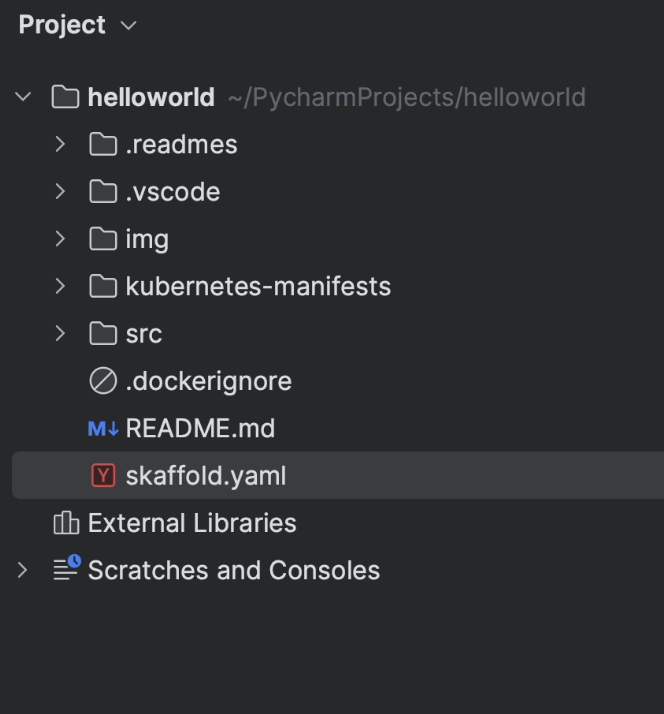 Project
helloworld ~/PycharmProjects/helloworld
.readmes
.vscode
img
kubernetes-manifests
src
.dockerignore
M↓ README.md
Y skaffold.yaml
External Libraries
Scratches and Consoles